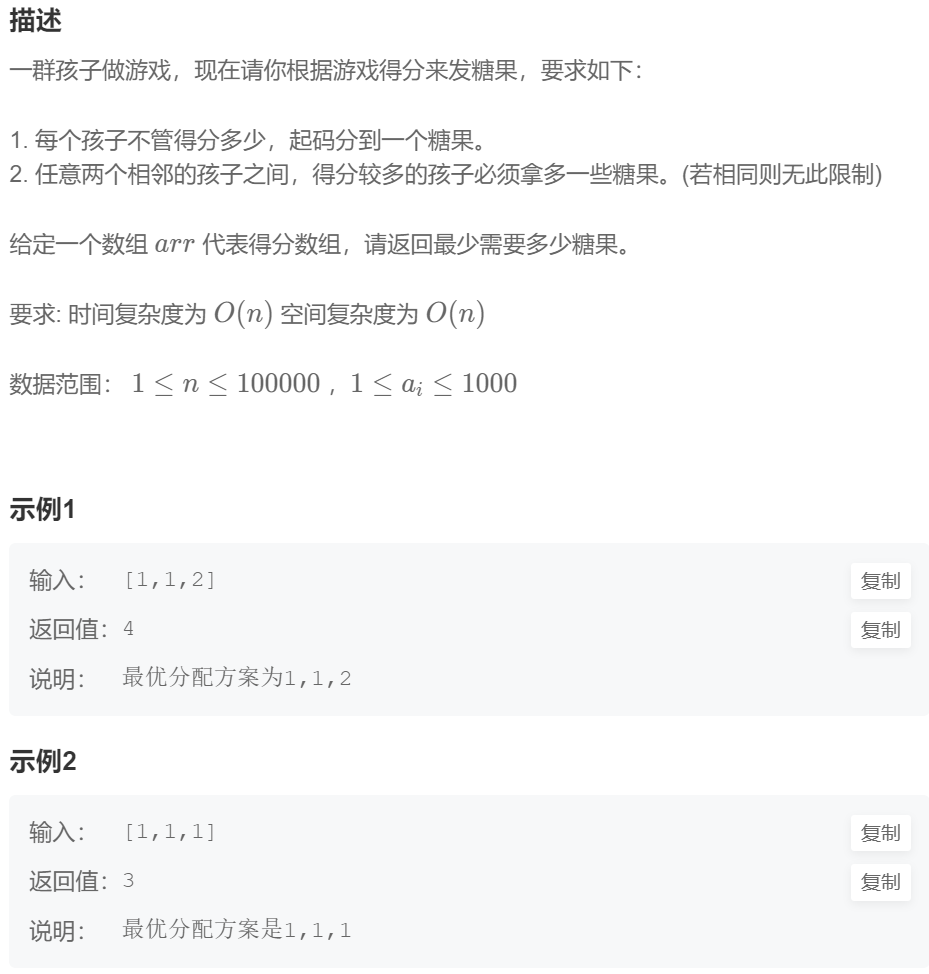 描述
一群孩子做游戏，现在请你根据游戏得分来发糖果，要求如下：
1. 每个孩子不管得分多少，起码分到一个糖果。
2. 任意两个相邻的孩子之间，得分较多的孩子必须拿多一些糖果。(若相同则无此限制)
给定一个数组 arr 代表得分数组，请返回最少需要多少糖果。
要求: 时间复杂度为 O(n) 空间复杂度为 O(n)
数据范围： 1 ≤ n ≤ 100000 ，1 ≤ a_i ≤ 1000
示例1
输入： [1,1,2] 复制
返回值：4 复制
说明： 最优分配方案为1,1,2
示例2
输入： [1,1,1] 复制
返回值：3 复制
说明： 最优分配方案是1,1,1